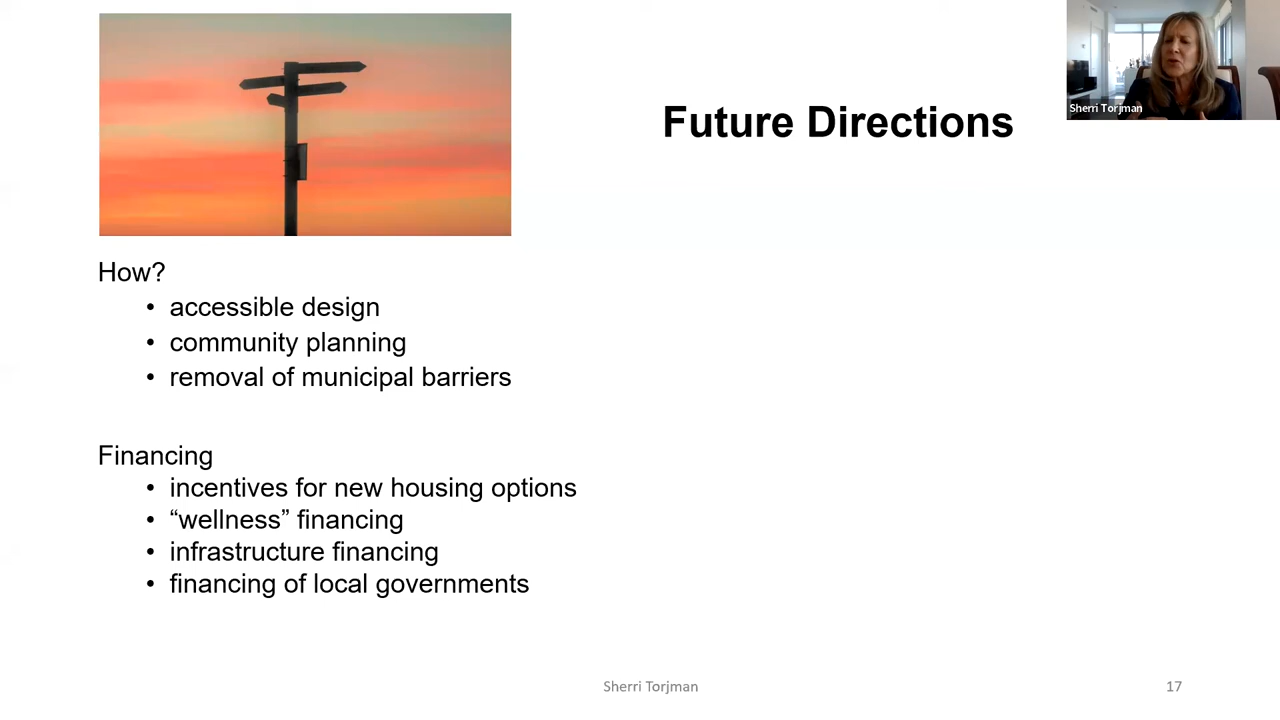 Sherri Torjman
Future Directions
How?
• accessible design
• community planning
• removal of municipal barriers
Financing
• incentives for new housing options
• “wellness” financing
• infrastructure financing
• financing of local governments
Sherri Torjman
17